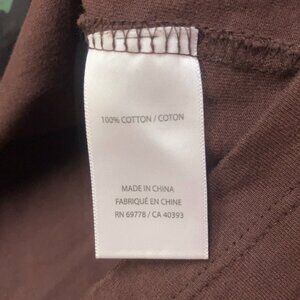 100% COTTON / COTON
MADE IN CHINA
FABRIQUÉ EN CHINE
RN 69778 / CA 40393